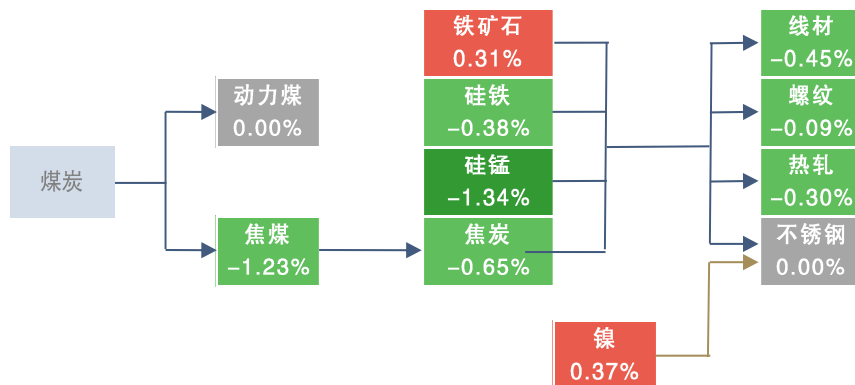 煤炭
动力煤
0.00%
焦煤
-1.23%
铁矿石
0.31%
硅铁
-0.38%
硅锰
-1.34%
焦炭
-0.65%
镍
0.37%
线材
-0.45%
螺纹
-0.09%
热轧
-0.30%
不锈钢
0.00%